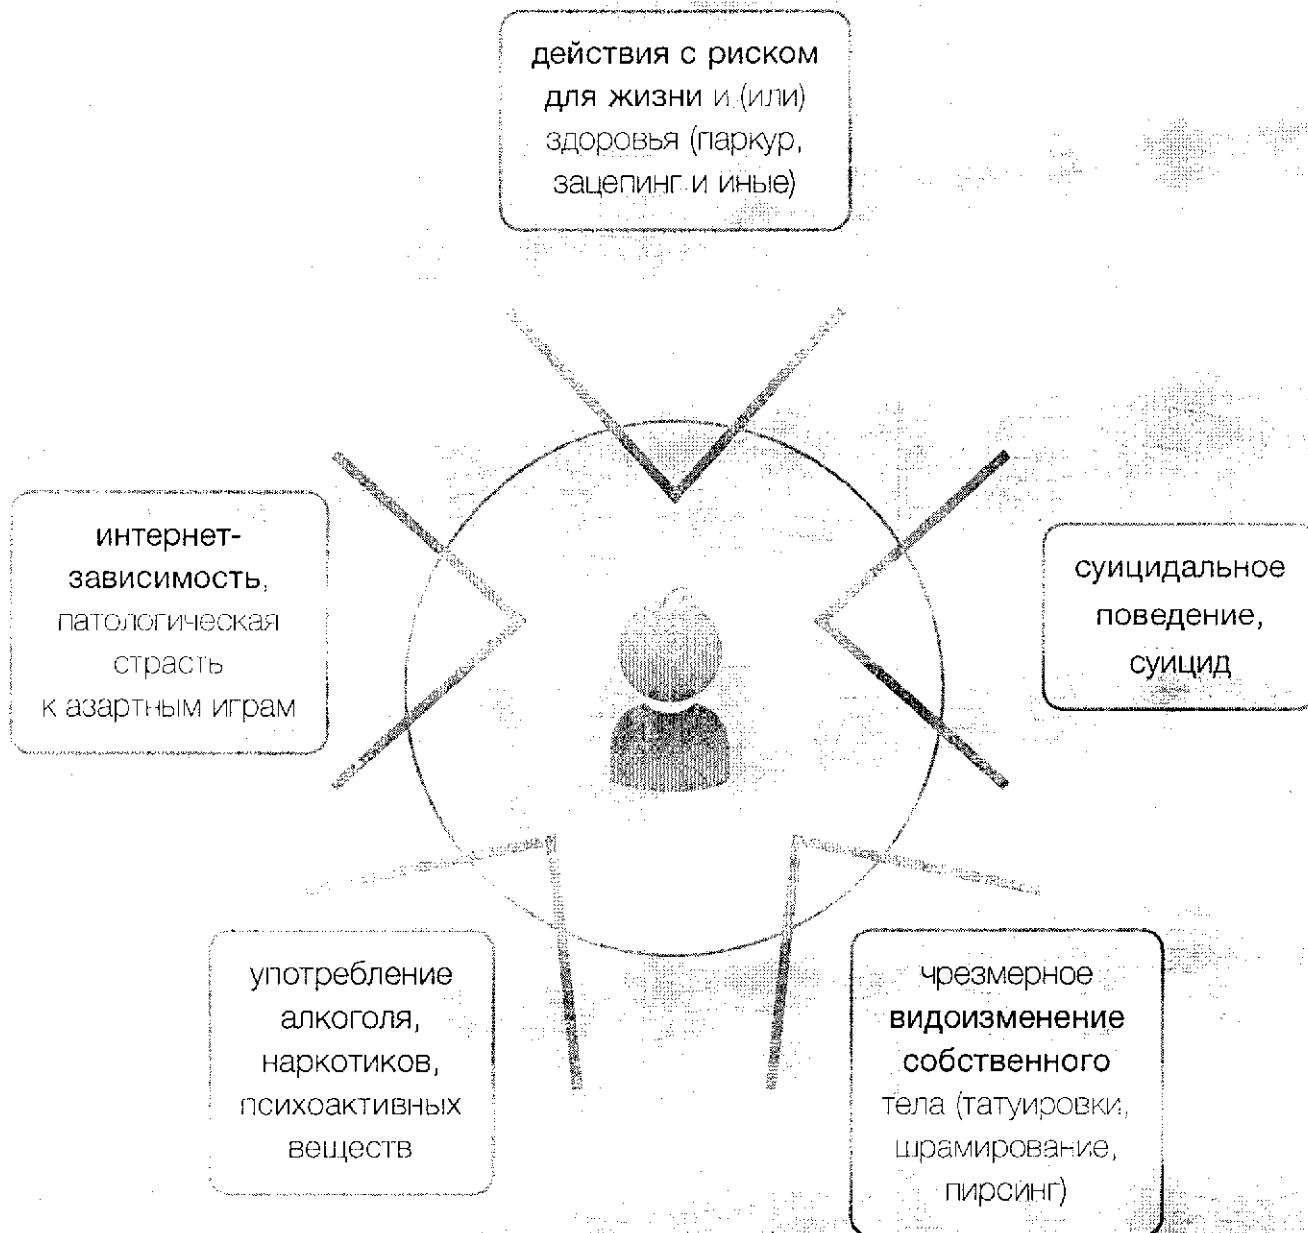 действия с риском
для жизни и (или)
здоровья (паркур,
зацепинг и иные)
интернет-
зависимость,
патологическая
страсть
к азартным играм
суицидальное
поведение,
суицид
употребление
алкоголя,
наркотиков,
психоактивных
веществ
чрезмерное
видоизменение
собственного
тела (татуировки,
шрамирование,
пирсинг)